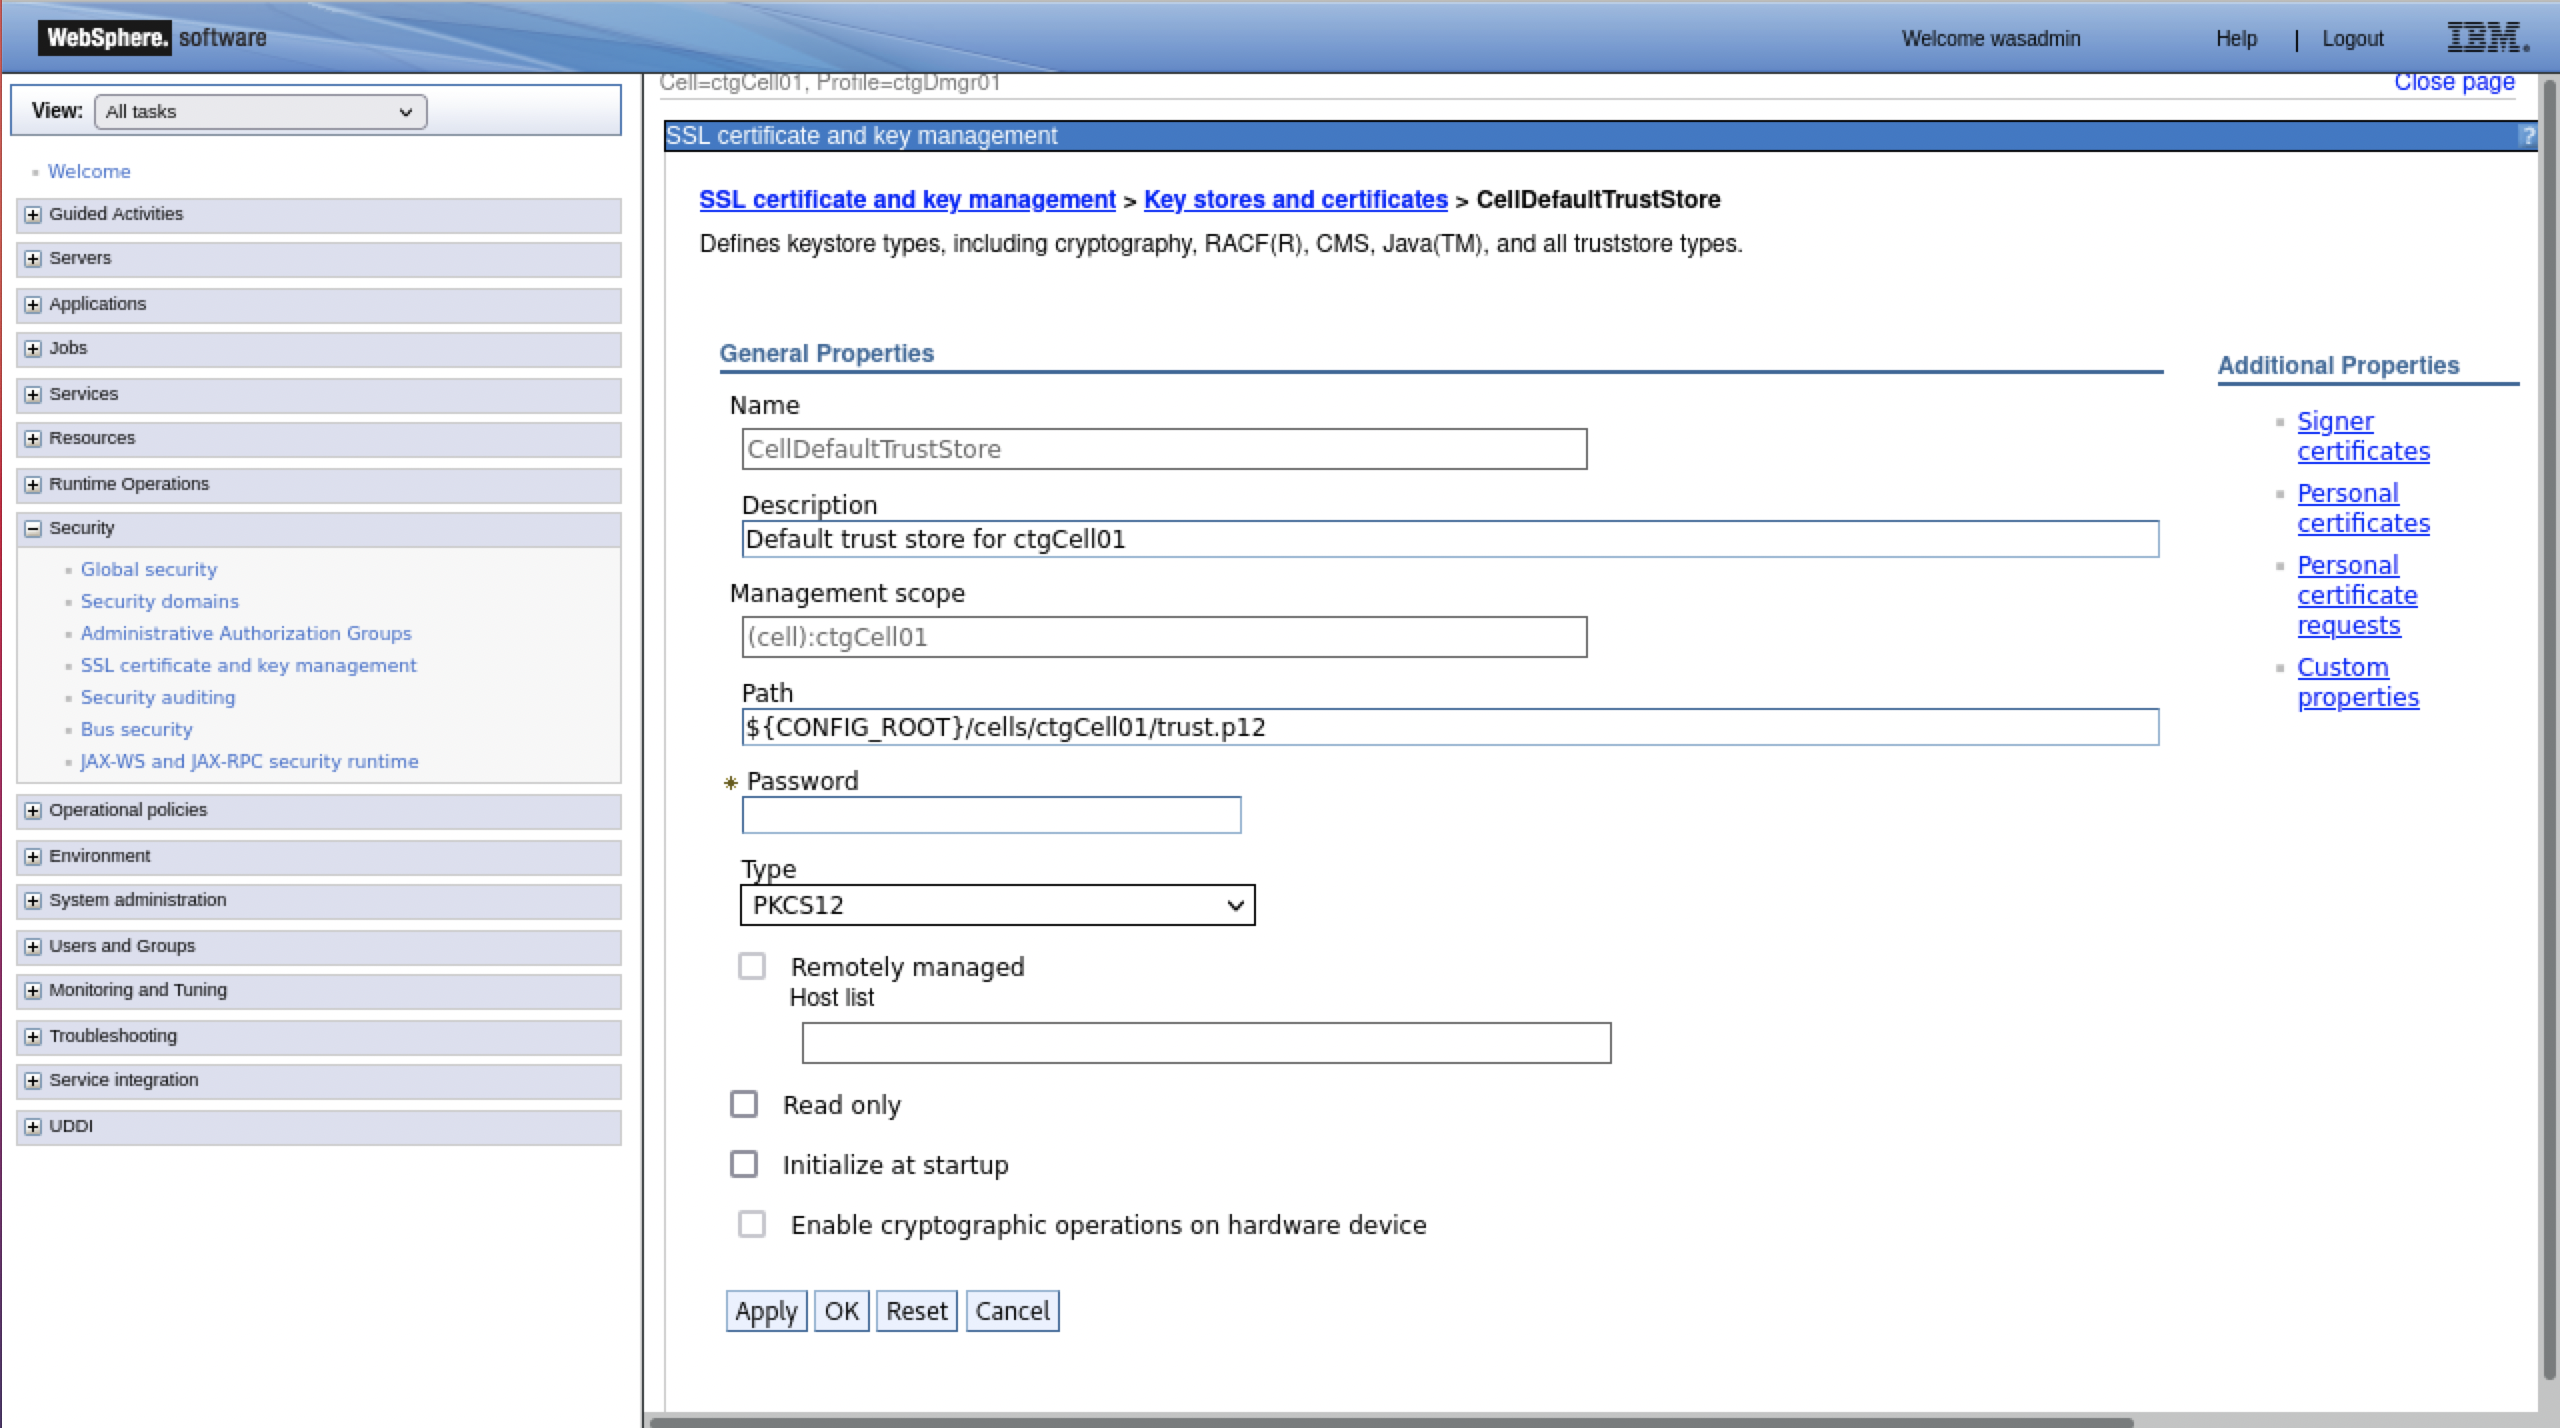 WebSphere. software
Welcome wasadmin
Help | Logout
IBM.
View: All tasks
Welcome
Guided Activities
Servers
Applications
Jobs
Services
Resources
Runtime Operations
Security
Global security
Security domains
Administrative Authorization Groups
SSL certificate and key management
Security auditing
Bus security
JAX-WS and JAX-RPC security runtime
Operational policies
Environment
System administration
Users and Groups
Monitoring and Tuning
Troubleshooting
Service integration
UDDI
Cell=ctgCell01, Profile=ctgDmgr01
Close page
SSL certificate and key management
?
SSL certificate and key management > Key stores and certificates > CellDefaultTrustStore
Defines keystore types, including cryptography, RACF(R), CMS, Java(TM), and all truststore types.
General Properties
Name
CellDefaultTrustStore
Description
Default trust store for ctgCell01
Management scope
(cell):ctgCell01
Path
${CONFIG_ROOT}/cells/ctgCell01/trust.p12
* Password
Type
PKCS12
Remotely managed
Host list
Read only
Initialize at startup
Enable cryptographic operations on hardware device
Apply OK Reset Cancel
Additional Properties
Signer
certificates
Personal
certificates
Personal
certificate
requests
Custom
properties